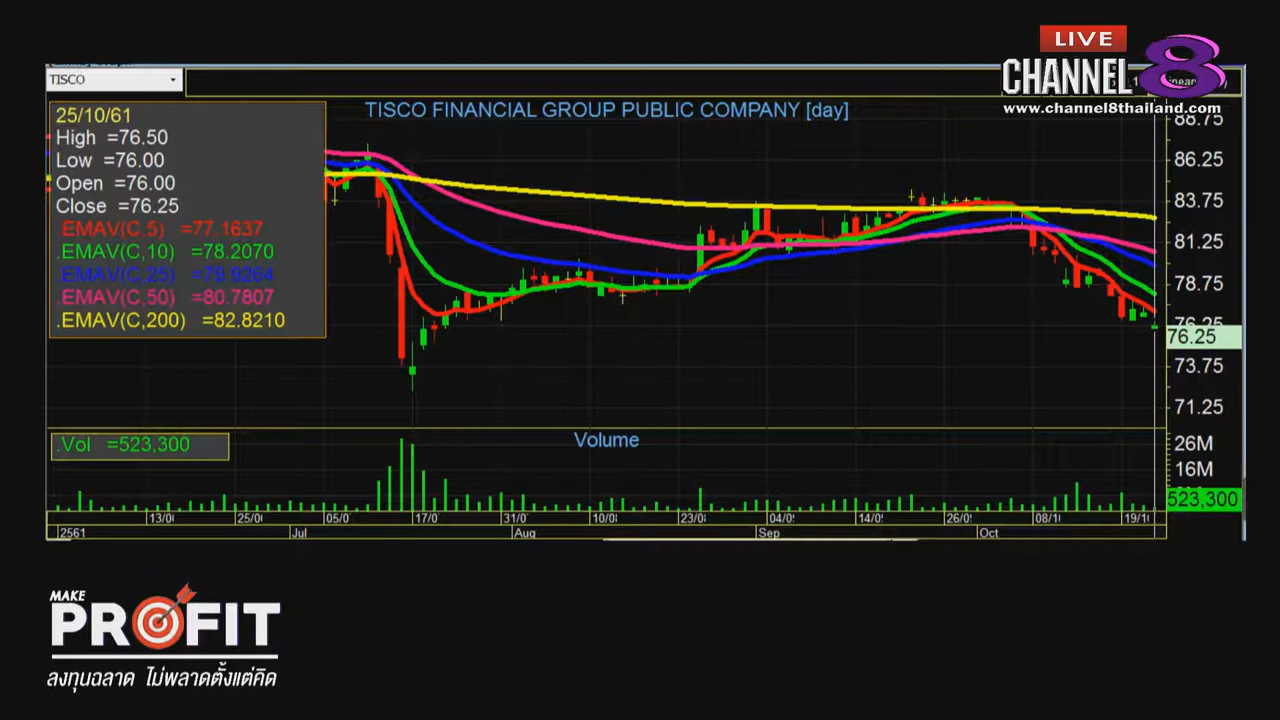 LIVE
CHANNEL 8
www.channel8thailand.com
TISCO
TISCO FINANCIAL GROUP PUBLIC COMPANY [day]
25/10/61
High =76.50
Low =76.00
Open =76.00
Close =76.25
.EMAV(C,5) =77.1637
.EMAV(C,10) =78.2070
.EMAV(C,25) =79.9264
.EMAV(C,50) =80.7807
.EMAV(C,200) =82.8210
88.75
86.25
83.75
81.25
78.75
76.25
76.25
73.75
71.25
.Vol =523,300
Volume
26M
16M
523,300
13/0 25/0 05/0 17/0 31/0 10/0 23/0 04/0 14/0 26/0 08/1 19/1
2561 Jul Aug Sep Oct
MAKE
PROFIT
ลงทุนฉลาด ไม่พลาดตั้งแต่คิด